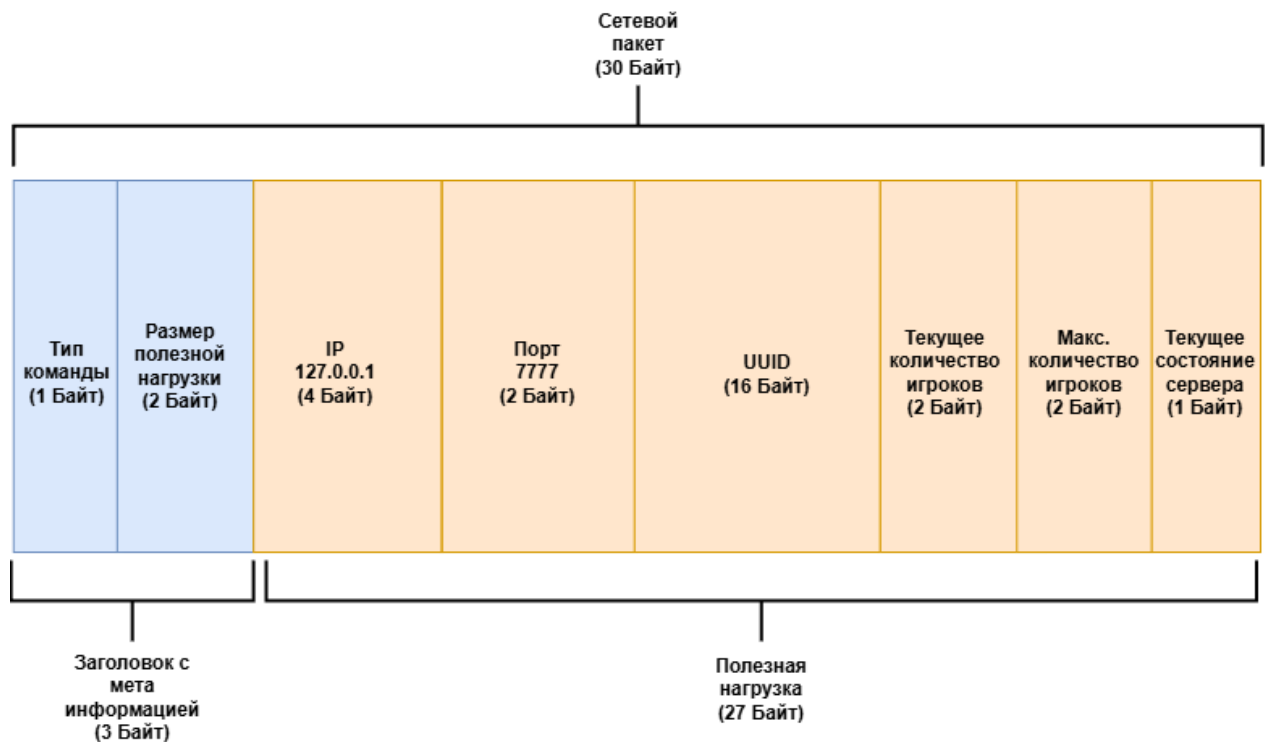 Сетевой
пакет
(30 Байт)
Тип
команды
(1 Байт)
Размер
полезной
нагрузки
(2 Байт)
IP
127.0.0.1
(4 Байт)
Порт
7777
(2 Байт)
UUID
(16 Байт)
Текущее
количество
игроков
(2 Байт)
Макс.
количество
игроков
(2 Байт)
Текущее
состояние
сервера
(1 Байт)
Заголовок с
мета
информацией
(3 Байт)
Полезная
нагрузка
(27 Байт)